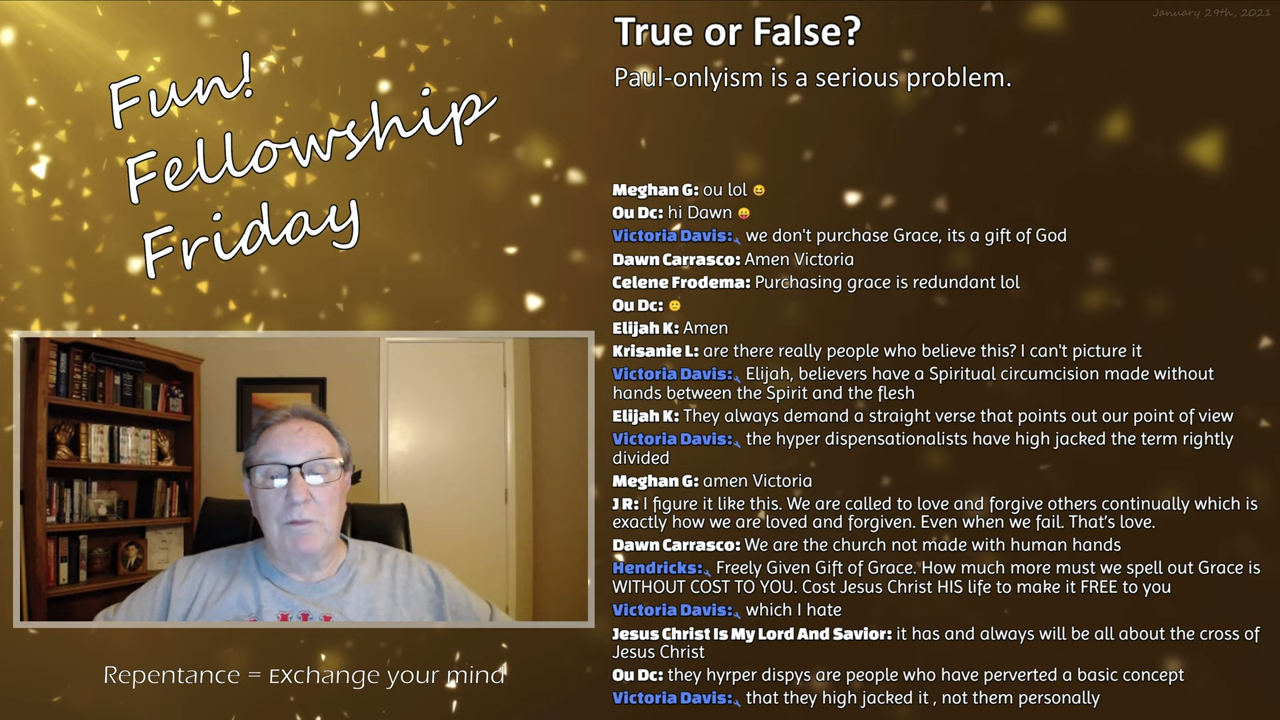 January 29th, 2021
Fun!
Fellowship
Friday
True or False?
Paul-onlyism is a serious problem.
Meghan G: ou lol 😆
Ou Dc: hi Dawn 😛
Victoria Davis: we don't purchase Grace, its a gift of God
Dawn Carrasco: Amen Victoria
Celene Frodema: Purchasing grace is redundant lol
Ou Dc: 🙂
Elijah K: Amen
Krisanie L: are there really people who believe this? I can't picture it
Victoria Davis: Elijah, believers have a Spiritual circumcision made without
hands between the Spirit and the flesh
Elijah K: They always demand a straight verse that points out our point of view
Victoria Davis: the hyper dispensationalists have high jacked the term rightly
divided
Meghan G: amen Victoria
J R: I figure it like this. We are called to love and forgive others continually which is
exactly how we are loved and forgiven. Even when we fail. That's love.
Dawn Carrasco: We are the church not made with human hands
Hendricks: Freely Given Gift of Grace. How much more must we spell out Grace is
WITHOUT COST TO YOU. Cost Jesus Christ HIS life to make it FREE to you
Victoria Davis: which I hate
Jesus Christ Is My Lord And Savior: it has and always will be all about the cross of
Jesus Christ
Ou Dc: they hyrper dispys are people who have perverted a basic concept
Victoria Davis: that they high jacked it , not them personally
Repentance = EXchange your mind